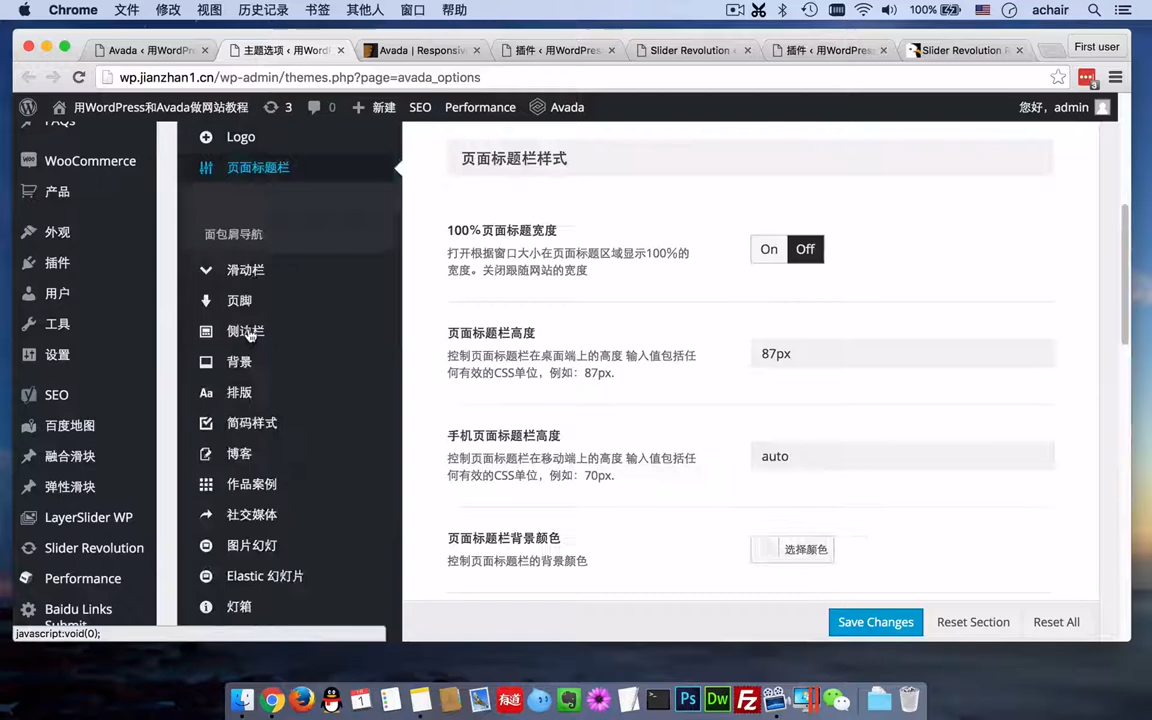 Chrome 文件 修改 视图 历史记录 书签 其他人 窗口 帮助 100% achair
Avada ‹ 用WordPr 主题选项 ‹ 用Word Avada | Responsive 插件 ‹ 用WordPress Slider Revolution ‹ 插件 ‹ 用WordPress Slider Revolution First user
wp.jianzhan1.cn/wp-admin/themes.php?page=avada_options 3
用WordPress和Avada做网站教程 3 0 新建 SEO Performance Avada 您好，admin
FAQs
WooCommerce
产品
外观
插件
用户
工具
设置
SEO
百度地图
融合滑块
弹性滑块
LayerSlider WP
Slider Revolution
Performance
Baidu Links
Submit
Logo
页面标题栏
面包屑导航
滑动栏
页脚
侧边栏
背景
Aa 排版
简码样式
博客
作品案例
社交媒体
图片幻灯
Elastic 幻灯片
灯箱
页面标题栏样式
100%页面标题宽度
打开根据窗口大小在页面标题区域显示100%的
宽度。关闭跟随网站的宽度
On Off
页面标题栏高度
控制页面标题栏在桌面端上的高度 输入值包括任
何有效的CSS单位，例如：87px.
87px
手机页面标题栏高度
控制页面标题栏在移动端上的高度 输入值包括任
何有效的CSS单位，例如：70px.
auto
页面标题栏背景颜色
控制页面标题栏的背景颜色
选择颜色
Save Changes Reset Section Reset All
javascript:void(0);
1 有道 Ps Dw Fz